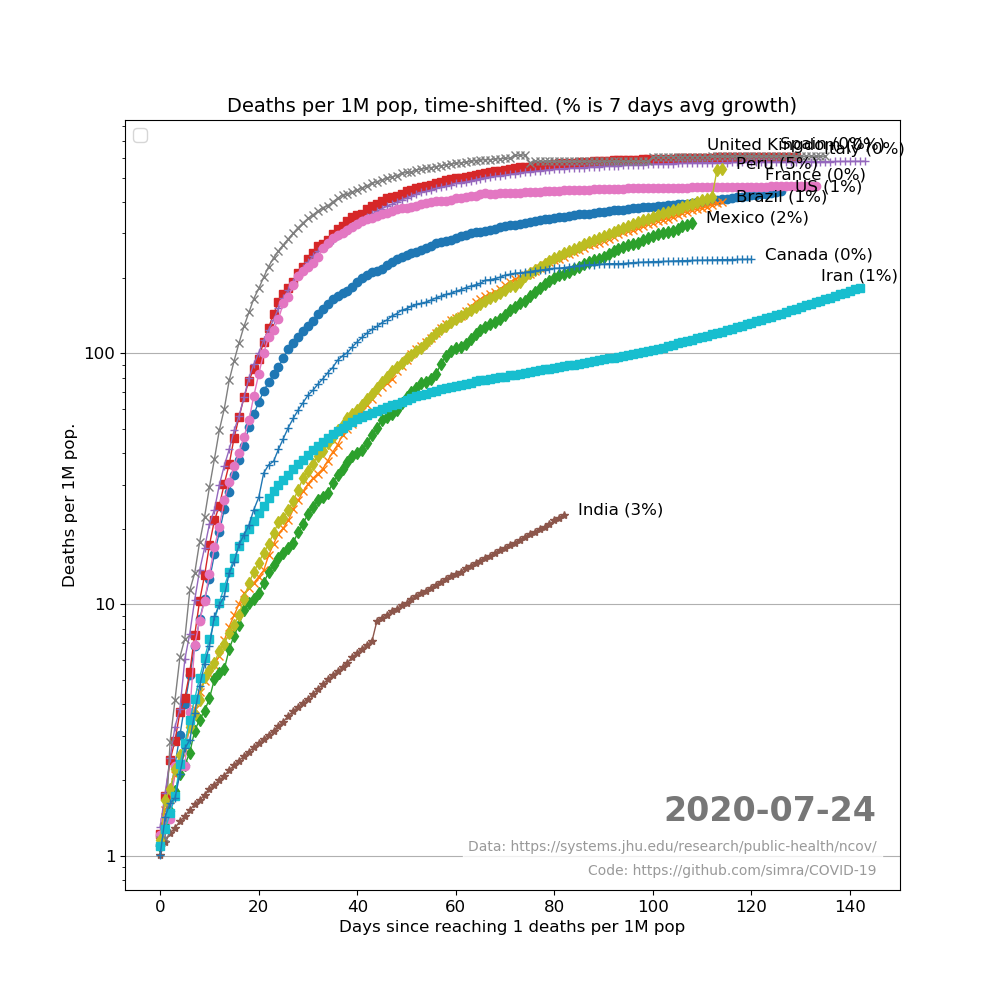 Deaths per 1M pop, time-shifted. (% is 7 days avg growth)
United Kingdom (0%)
Spain (0%)
Italy (0%)
Peru (5%)
France (0%)
US (1%)
Brazil (1%)
Mexico (2%)
Canada (0%)
Iran (1%)
100
Deaths per 1M pop.
India (3%)
10
2020-07-24
Data: https://systems.jhu.edu/research/public-health/ncov/
1
Code: https://github.com/simra/COVID-19
0 20 40 60 80 100 120 140
Days since reaching 1 deaths per 1M pop